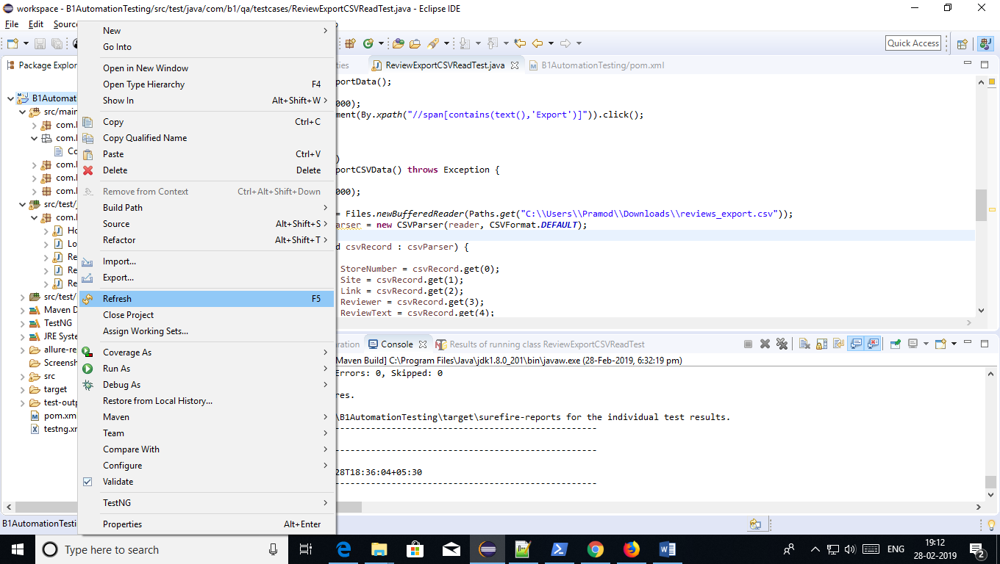 workspace - B1AutomationTesting/src/test/java/com/b1/qa/testcases/ReviewExportCSVReadTest.java - Eclipse IDE
File Edit Sourc
Quick Access
Package Explor
ties
ReviewExportCSVReadTest.java
B1AutomationTesting/pom.xml
B1Automat
src/main
com.
com.
Co
com.
com.
com.
src/test/j
com.
Ho
Lo
Re
Re
Re
src/test/
Maven D
TestNG
JRE Syste
allure-re
Screensh
src
target
test-outp
pom.xm
testng.xn
New
Go Into
Open in New Window
Open Type Hierarchy F4
Show In Alt+Shift+W
Copy Ctrl+C
Copy Qualified Name
Paste Ctrl+V
Delete Delete
Remove from Context Ctrl+Alt+Shift+Down
Build Path
Source Alt+Shift+S
Refactor Alt+Shift+T
Import...
Export...
Refresh F5
Close Project
Assign Working Sets...
Coverage As
Run As
Debug As
Restore from Local History...
Maven
Team
Compare With
Configure
Validate
TestNG
Properties Alt+Enter
portData();
000);
ment(By.xpath("//span[contains(text(),'Export')]")).click();
)
portCSVData() throws Exception {
000);
= Files.newBufferedReader(Paths.get("C:\\Users\\Pramod\\Downloads\\reviews_export.csv"));
arser = new CSVParser(reader, CSVFormat.DEFAULT);
d csvRecord : csvParser) {
StoreNumber = csvRecord.get(0);
Site = csvRecord.get(1);
Link = csvRecord.get(2);
Reviewer = csvRecord.get(3);
ReviewText = csvRecord.get(4);
aration
Console
Results of running class ReviewExportCSVReadTest
[Maven Build] C:\Program Files\Java\jdk1.8.0_201\bin\javaw.exe (28-Feb-2019, 6:32:19 pm)
Errors: 0, Skipped: 0
res.
\B1AutomationTesting\target\surefire-reports for the individual test results.
------------------------------------------------
------------------------------------------------
28T18:36:04+05:30
------------------------------------------------
B1AutomationTesti
Type here to search
ENG
19:12
28-02-2019
2